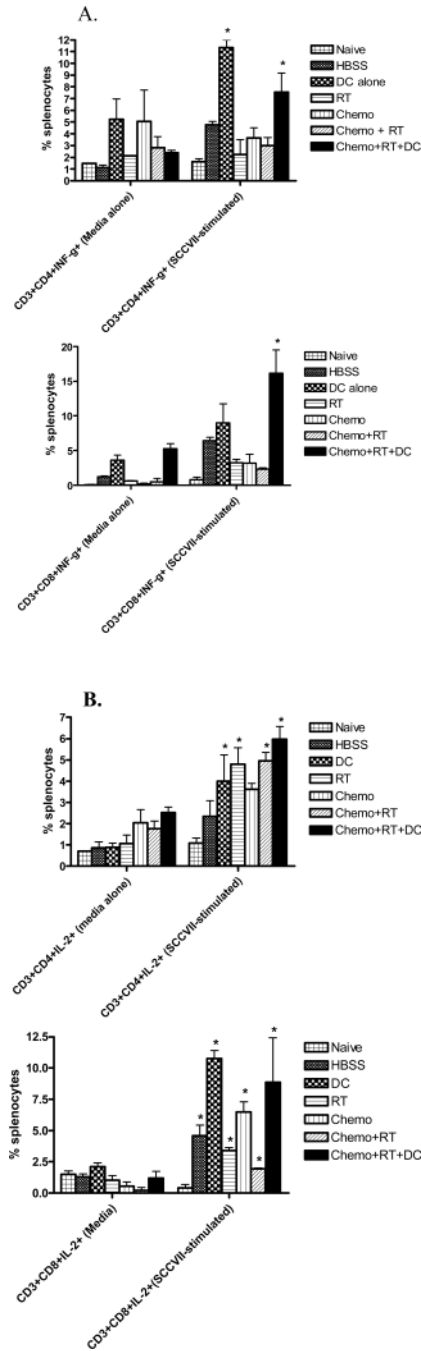 A.
% splenocytes
12
11
10
9
8
7
6
5
4
3
2
1
0
*
*
Naive
HBSS
DC alone
RT
Chemo
Chemo + RT
Chemo+RT+DC
CD3+CD4+INF-g+ (Media alone)
CD3+CD4+INF-g+ (SCCVII-stimulated)
% splenocytes
20
15
10
5
0
*
Naive
HBSS
DC alone
RT
Chemo
Chemo+RT
Chemo+RT+DC
CD3+CD8+INF-g+ (Media alone)
CD3+CD8+INF-g+ (SCCVII-stimulated)
B.
% splenocytes
7
6
5
4
3
2
1
0
* * * *
Naive
HBSS
DC
RT
Chemo
Chemo+RT
Chemo+RT+DC
CD3+CD4+IL-2+ (media alone)
CD3+CD4+IL-2+ (SCCVII-stimulated)
% splenocytes
12.5
10.0
7.5
5.0
2.5
0.0
* * * * * *
Naive
HBSS
DC
RT
Chemo
Chemo+RT
Chemo+RT+DC
CD3+CD8+IL-2+ (Media)
CD3+CD8+IL-2+(SCCVII-stimulated)